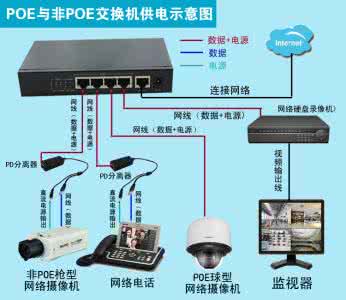 POE与非POE交换机供电示意图
数据+电源
数据
电源
Internet
连接网络
网线
(数据+电源)
网线
(数据+电源)
网线(数据+电源)
网线(数据+电源)
网络硬盘录像机
PD分离器
PD分离器
直流电源输出
网线(数据)
直流电源输出
网线(数据)
视频输出线
非POE枪型
网络摄像机
网络电话
POE球型
网络摄像机
监视器